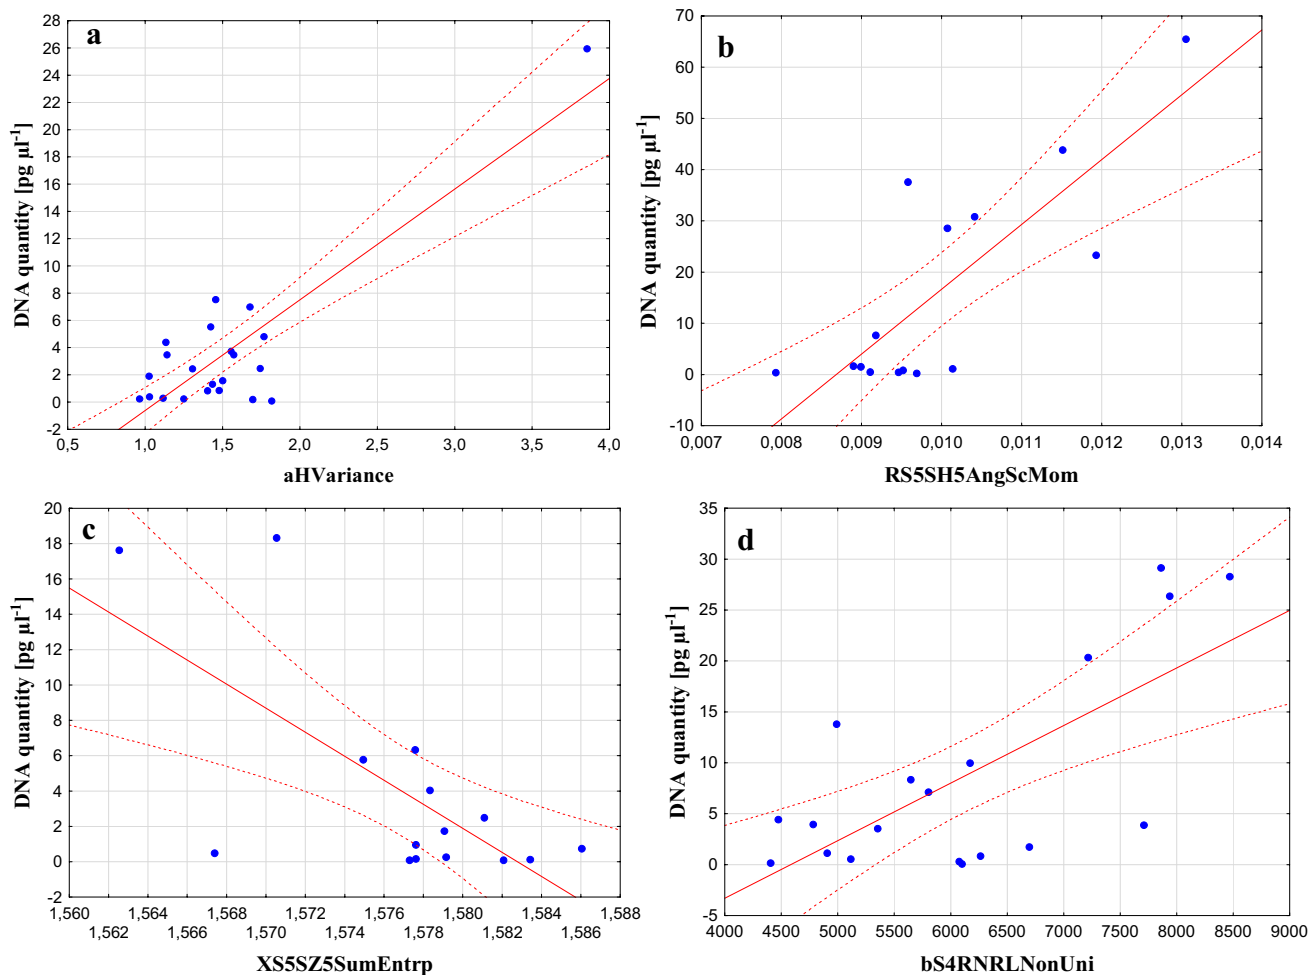 a
28
26
24
22
20
18
16
14
12
10
8
6
4
2
0
-2
DNA quantity [pg µl-1]
0,5 1,0 1,5 2,0 2,5 3,0 3,5 4,0
aHVariance
b
70
60
50
40
30
20
10
0
-10
DNA quantity [pg µl-1]
0,007 0,008 0,009 0,010 0,011 0,012 0,013 0,014
RS5SH5AngScMom
c
20
18
16
14
12
10
8
6
4
2
0
-2
DNA quantity [pg µl-1]
1,560 1,564 1,568 1,572 1,576 1,580 1,584 1,588
1,562 1,566 1,570 1,574 1,578 1,582 1,586
XS5SZ5SumEntrp
d
35
30
25
20
15
10
5
0
-5
DNA quantity [pg µl-1]
4000 4500 5000 5500 6000 6500 7000 7500 8000 8500 9000
bS4RNRLNonUni